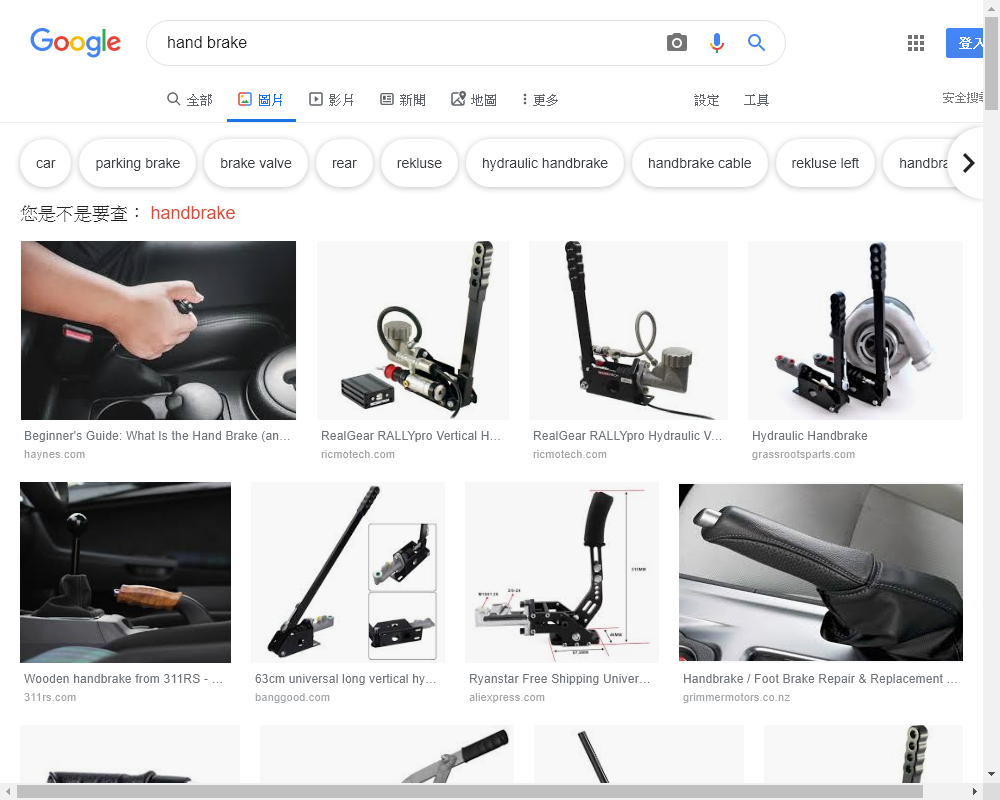 Google
hand brake
登入
全部
圖片
影片
新聞
地圖
更多
設定
工具
安全搜尋
car
parking brake
brake valve
rear
rekluse
hydraulic handbrake
handbrake cable
rekluse left
handbra
您是不是要查： handbrake
Beginner's Guide: What Is the Hand Brake (an...
haynes.com
RealGear RALLYpro Vertical H...
ricmotech.com
RealGear RALLYpro Hydraulic V...
ricmotech.com
Hydraulic Handbrake
grassrootsparts.com
Wooden handbrake from 311RS - ...
311rs.com
63cm universal long vertical hy...
banggood.com
Ryanstar Free Shipping Univer...
aliexpress.com
Handbrake / Foot Brake Repair & Replacement ...
grimmermotors.co.nz